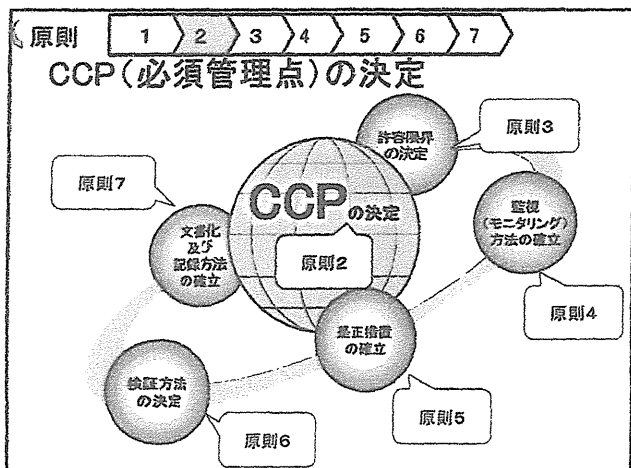 原則 1 2 3 4 5 6 7
CCP(必須管理点)の決定
許容限界
の決定
原則3
原則7
CCPの決定
原則2
監視
(モニタリング)
方法の確立
原則4
文書化
及び
記録方法
の確立
是正措置
の確立
原則5
検証方法
の決定
原則6